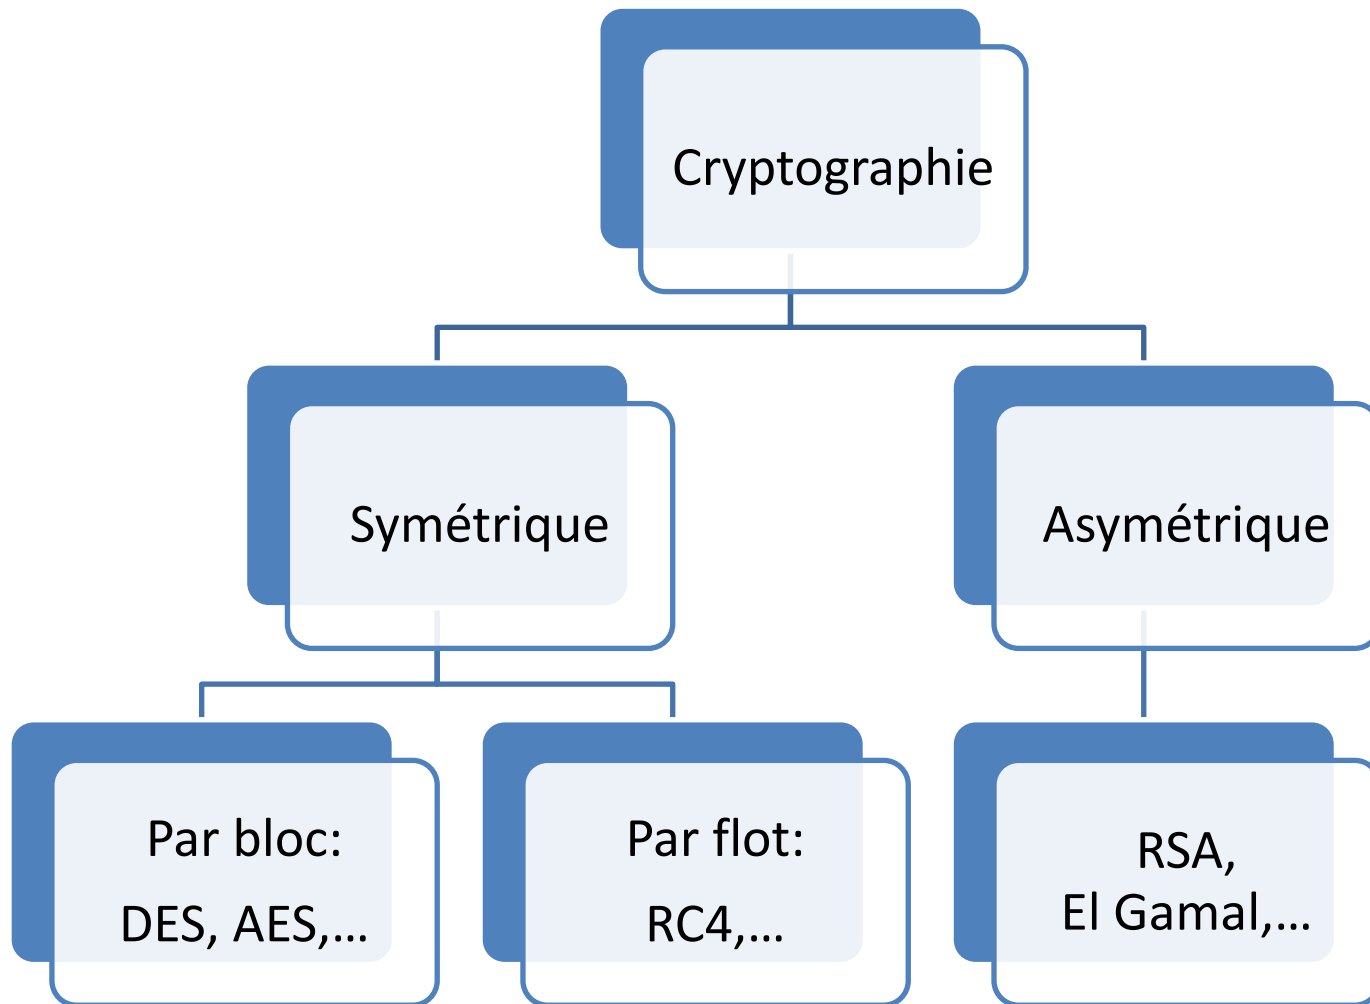 Cryptographie
Symétrique
Asymétrique
Par bloc:
DES, AES,…
Par flot:
RC4,…
RSA,
El Gamal,…